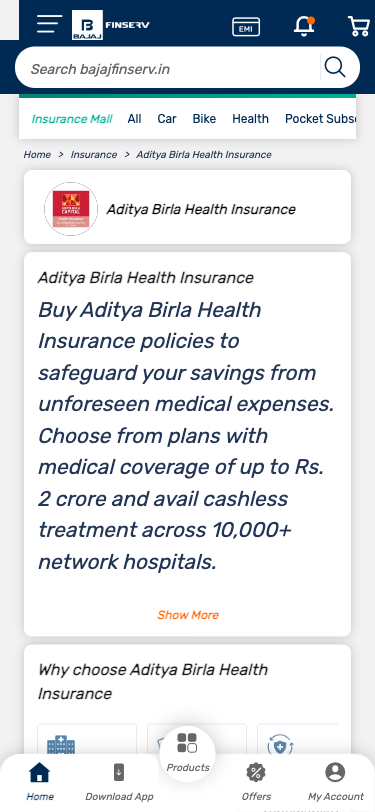 BAJAJ FINSERV
EMI
Search bajajfinserv.in
Insurance Mall All Car Bike Health Pocket Subsc
Home > Insurance > Aditya Birla Health Insurance
Aditya Birla Health Insurance
Aditya Birla Health Insurance
Buy Aditya Birla Health
Insurance policies to
safeguard your savings from
unforeseen medical expenses.
Choose from plans with
medical coverage of up to Rs.
2 crore and avail cashless
treatment across 10,000+
network hospitals.
Show More
Why choose Aditya Birla Health
Insurance
Home Download App Products Offers My Account